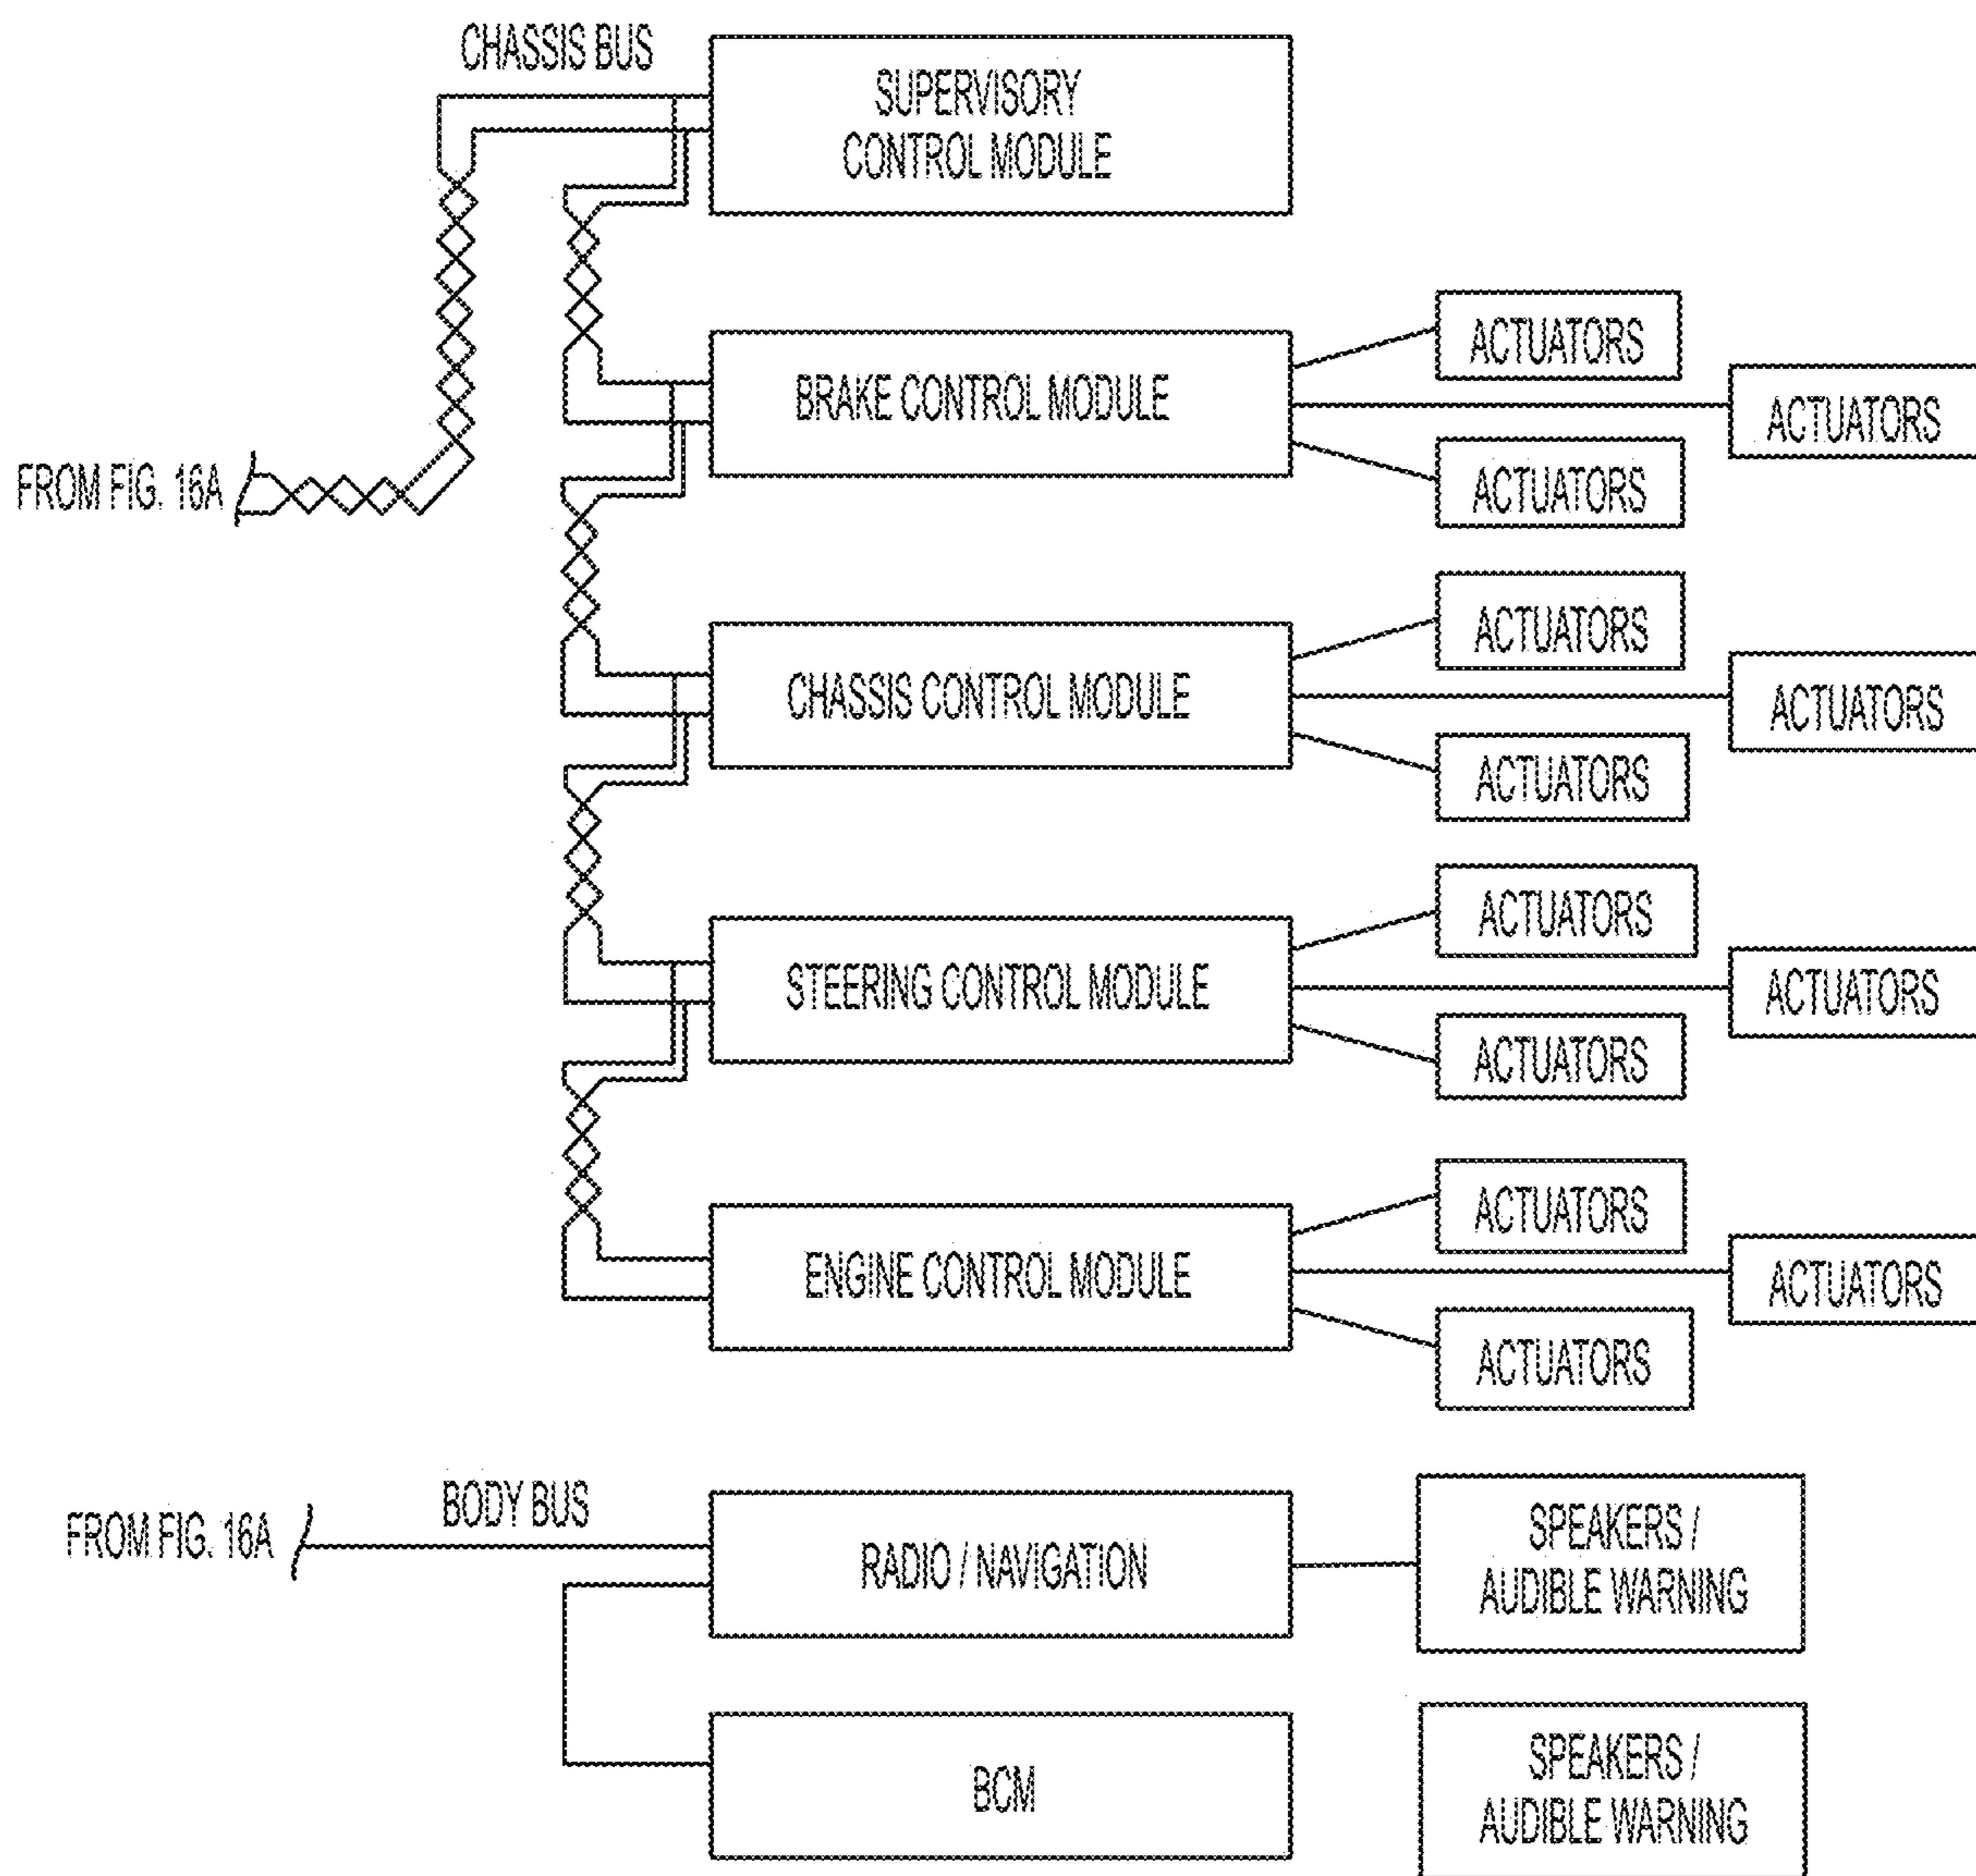 CHASSIS BUS
SUPERVISORY
CONTROL MODULE
ACTUATORS
BRAKE CONTROL MODULE
ACTUATORS
ACTUATORS
FROM FIG. 16A
ACTUATORS
CHASSIS CONTROL MODULE
ACTUATORS
ACTUATORS
ACTUATORS
STEERING CONTROL MODULE
ACTUATORS
ACTUATORS
ACTUATORS
ENGINE CONTROL MODULE
ACTUATORS
ACTUATORS
FROM FIG. 16A
BODY BUS
RADIO / NAVIGATION
SPEAKERS /
AUDIBLE WARNING
BCM
SPEAKERS /
AUDIBLE WARNING